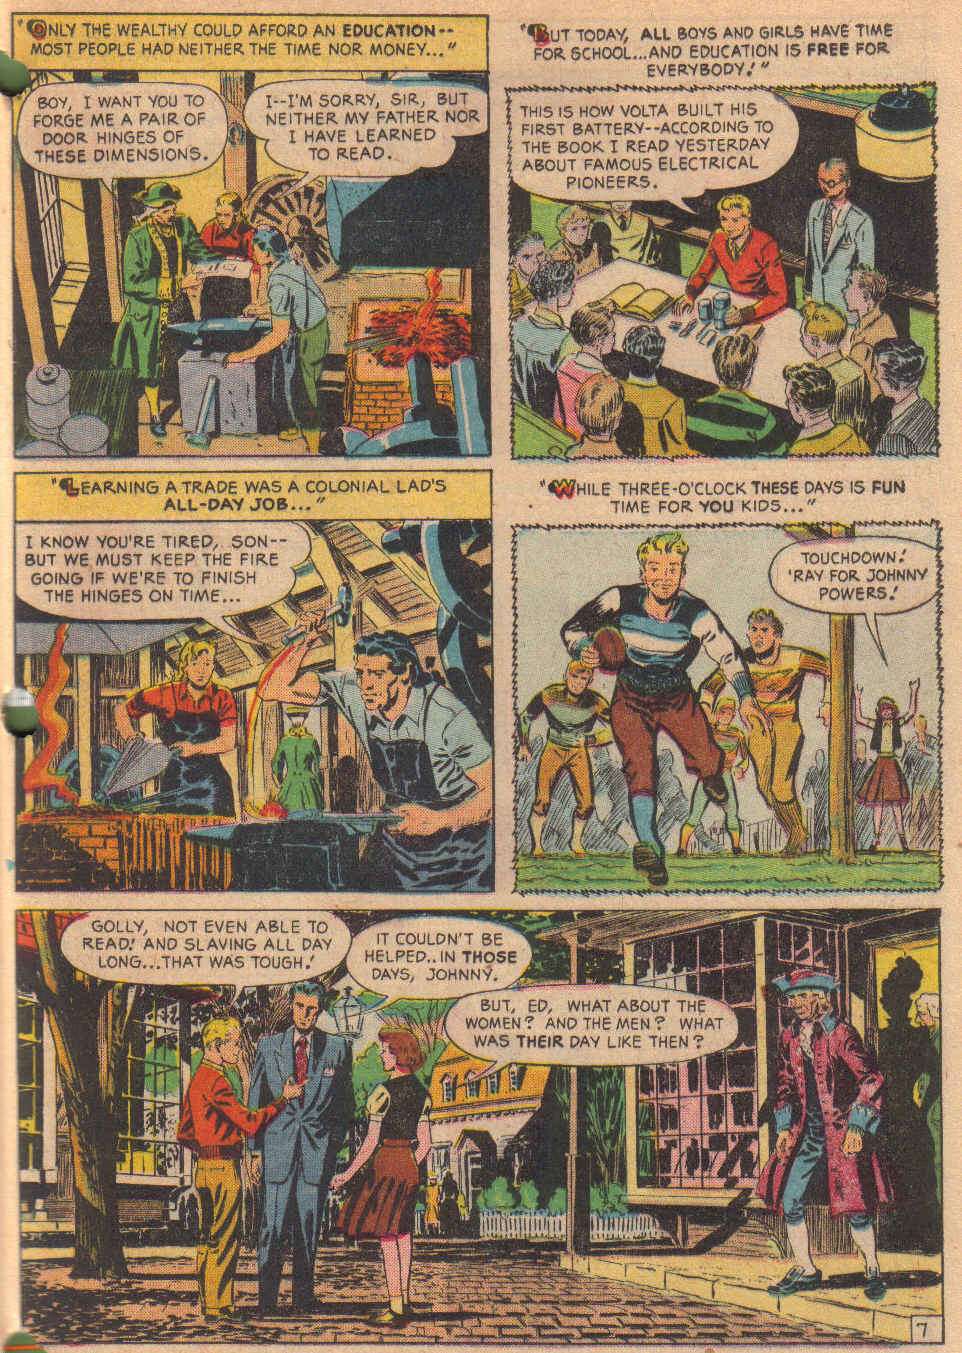 "ONLY THE WEALTHY COULD AFFORD AN EDUCATION--
MOST PEOPLE HAD NEITHER THE TIME NOR MONEY..."
BOY, I WANT YOU TO
FORGE ME A PAIR OF
DOOR HINGES OF
THESE DIMENSIONS.
I--I'M SORRY, SIR, BUT
NEITHER MY FATHER NOR
I HAVE LEARNED
TO READ.
"BUT TODAY, ALL BOYS AND GIRLS HAVE TIME
FOR SCHOOL...AND EDUCATION IS FREE FOR
EVERYBODY!"
THIS IS HOW VOLTA BUILT HIS
FIRST BATTERY--ACCORDING TO
THE BOOK I READ YESTERDAY
ABOUT FAMOUS ELECTRICAL
PIONEERS.
"LEARNING A TRADE WAS A COLONIAL LAD'S
ALL-DAY JOB..."
I KNOW YOU'RE TIRED, SON--
BUT WE MUST KEEP THE FIRE
GOING IF WE'RE TO FINISH
THE HINGES ON TIME...
"WHILE THREE-O'CLOCK THESE DAYS IS FUN
TIME FOR YOU KIDS..."
TOUCHDOWN!
'RAY FOR JOHNNY
POWERS!
GOLLY, NOT EVEN ABLE TO
READ! AND SLAVING ALL DAY
LONG...THAT WAS TOUGH!
IT COULDN'T BE
HELPED..IN THOSE
DAYS, JOHNNY.
BUT, ED, WHAT ABOUT THE
WOMEN? AND THE MEN? WHAT
WAS THEIR DAY LIKE THEN?
7